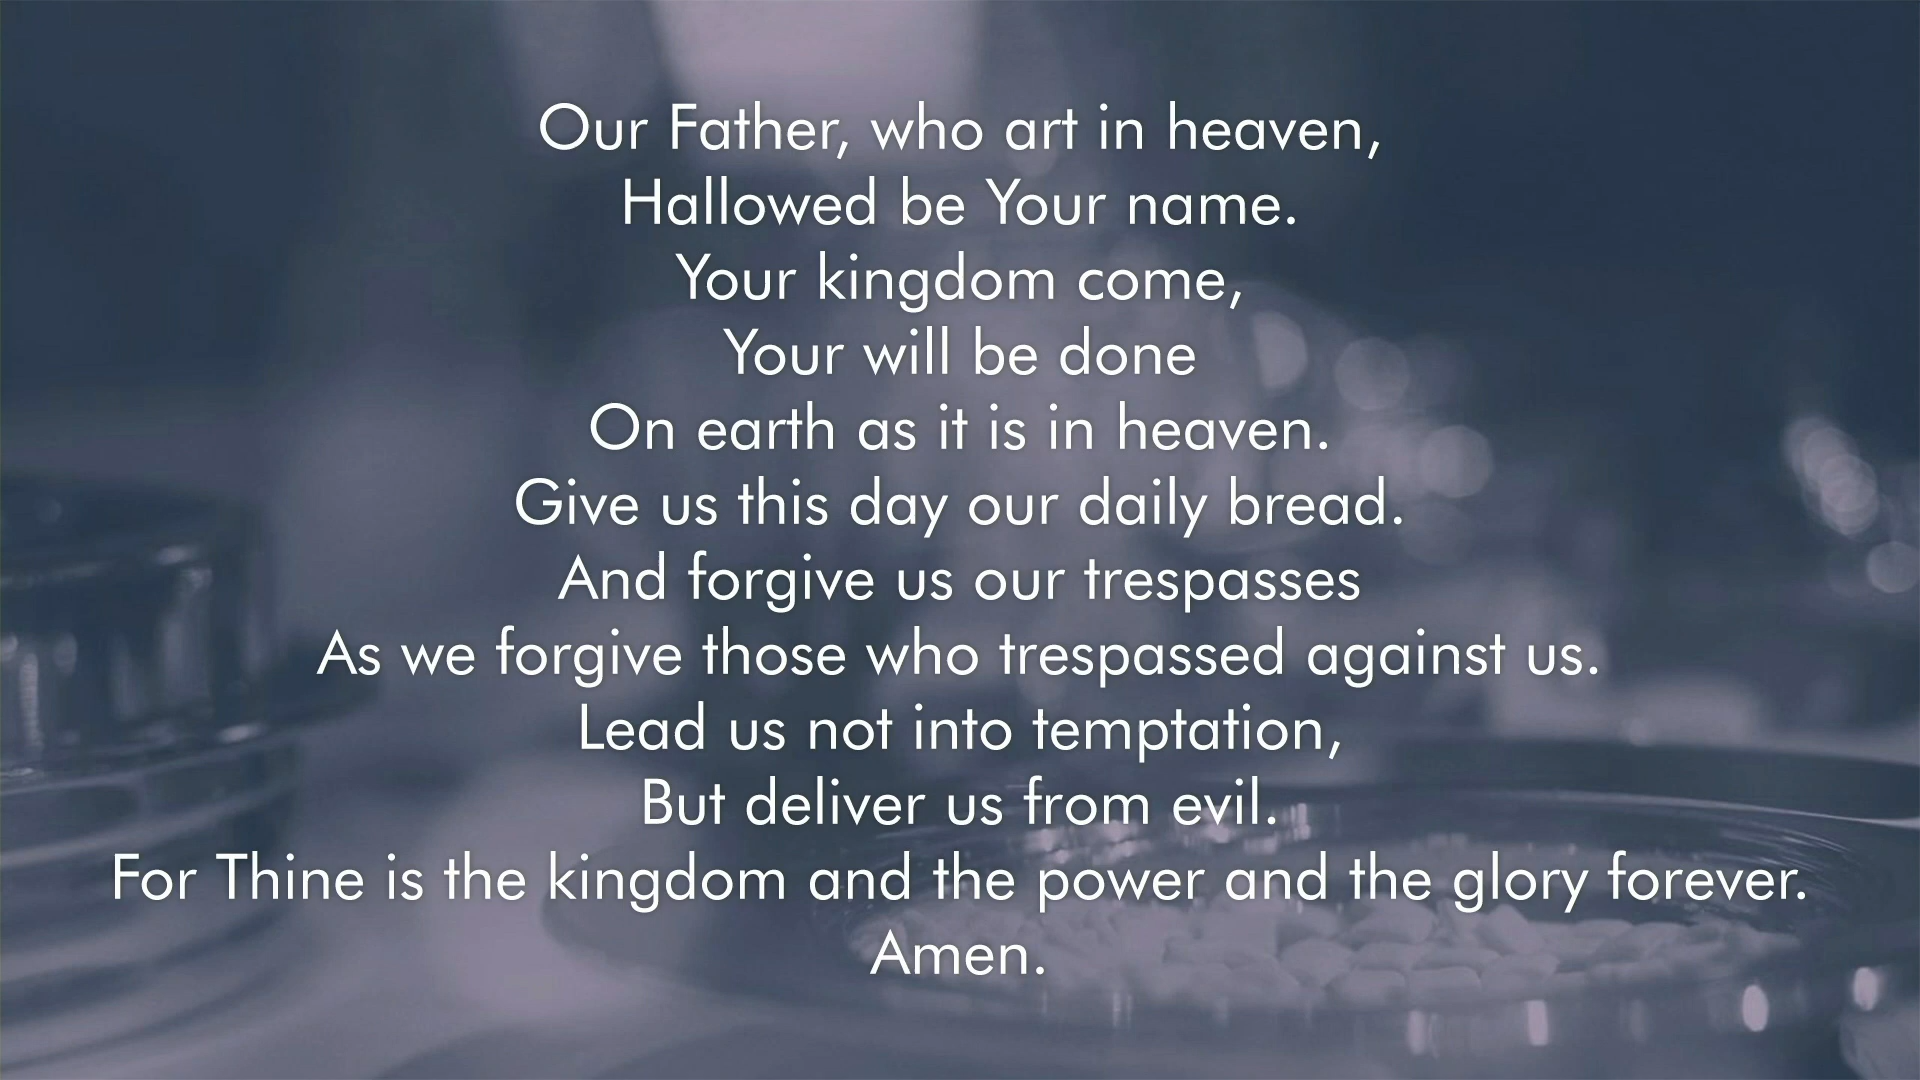 Our Father, who art in heaven,
Hallowed be Your name.
Your kingdom come,
Your will be done
On earth as it is in heaven.
Give us this day our daily bread.
And forgive us our trespasses
As we forgive those who trespassed against us.
Lead us not into temptation,
But deliver us from evil.
For Thine is the kingdom and the power and the glory forever.
Amen.